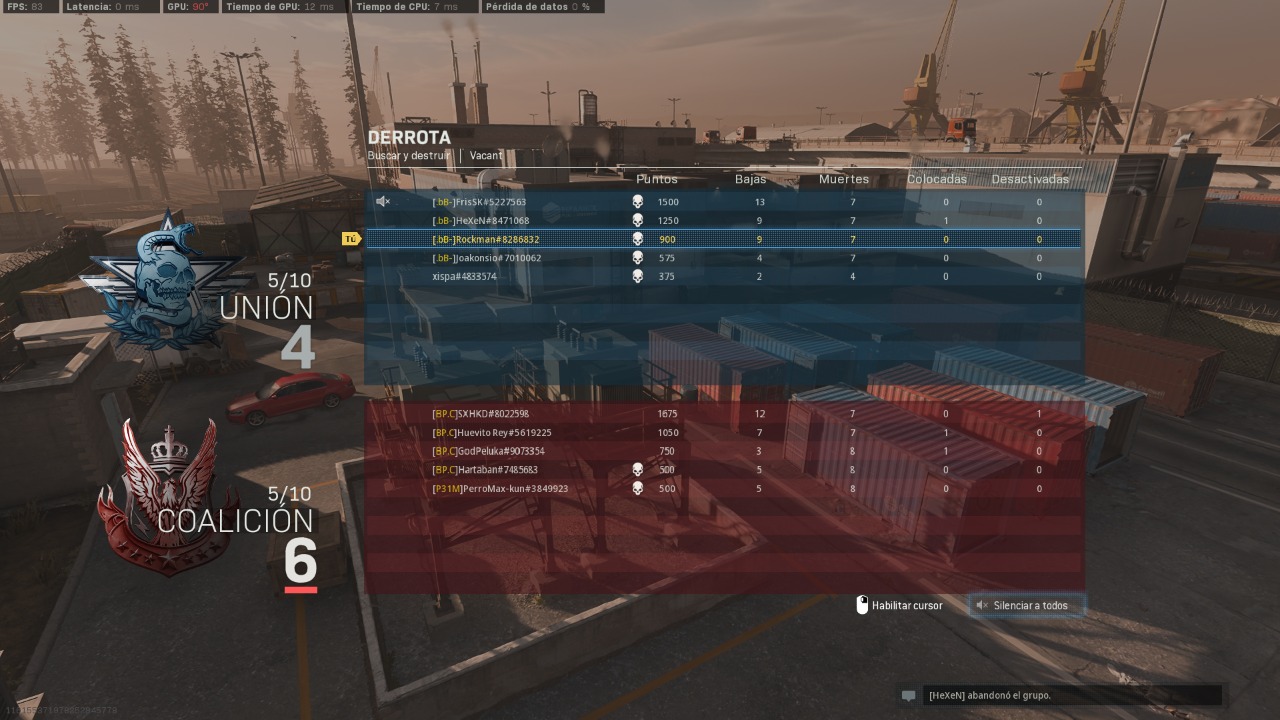 FPS: 83 Latencia: 0 ms GPU: 90° Tiempo de GPU: 12 ms Tiempo de CPU: 7 ms Pérdida de datos 0 %
DERROTA
Buscar y destruir | Vacant
Puntos Bajas Muertes Colocadas Desactivadas
[.bB-]FrisSK#5227563 1500 13 7 0 0
[.bB-]HeXeN#8471068 1250 9 7 1 0
Tú [.bB-]Rockman#8286832 900 9 7 0 0
[.bB-]Joakonsio#7010062 575 4 7 0 0
xispa#4833574 375 2 4 0 0
5/10
UNIÓN
4
[BP.C]SXHKD#8022598 1675 12 7 0 1
[BP.C]Huevito Rey#5619225 1050 7 7 1 0
[BP.C]GodPeluka#9073354 750 3 8 1 0
[BP.C]Hartaban#7485683 500 5 8 0 0
[P31M]PerroMax-kun#3849923 500 5 8 0 0
5/10
COALICIÓN
6
Habilitar cursor Silenciar a todos
[HeXeN] abandonó el grupo.